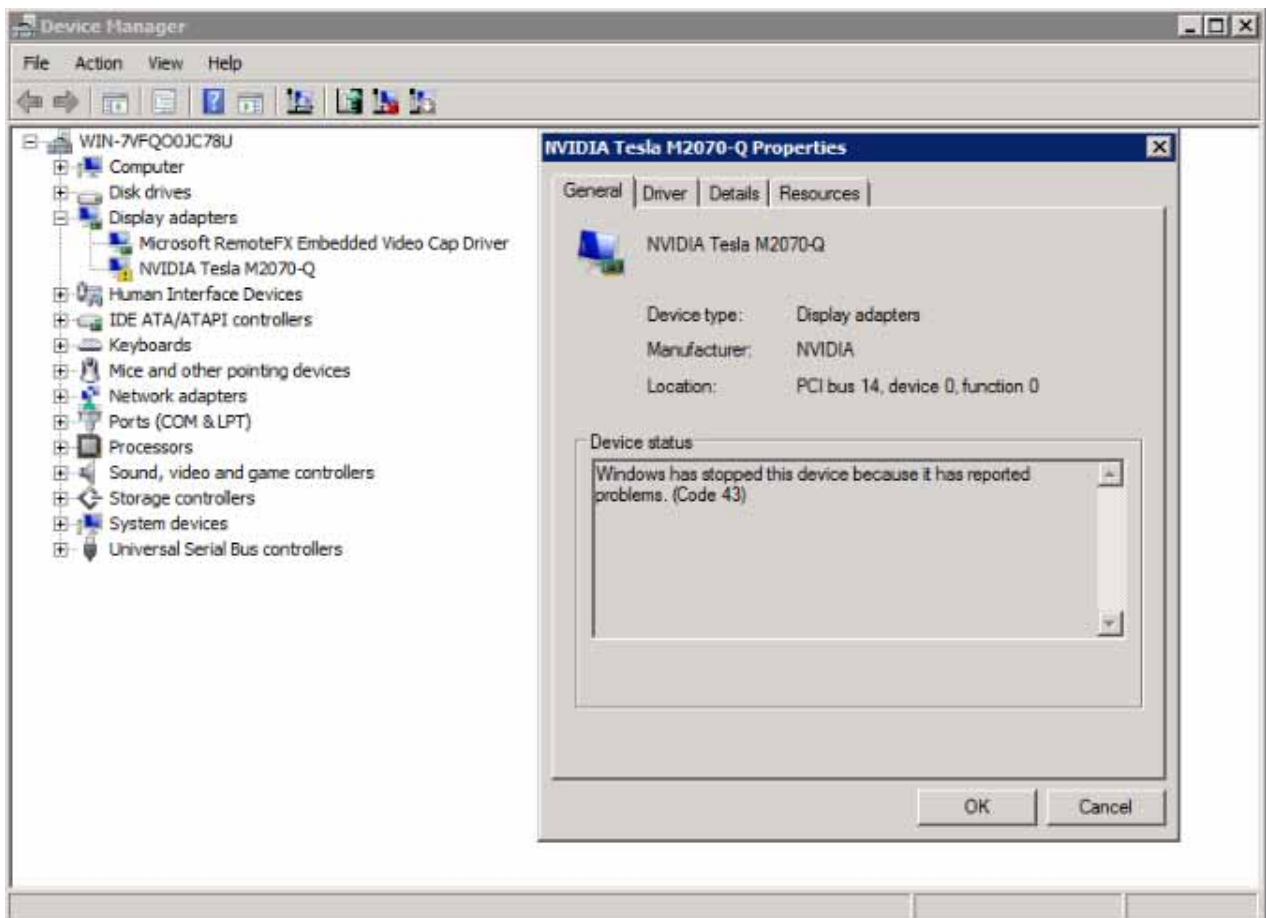 Device Manager
File Action View Help
WIN-7VFQO0JC78U
Computer
Disk drives
Display adapters
Microsoft RemoteFX Embedded Video Cap Driver
NVIDIA Tesla M2070-Q
Human Interface Devices
IDE ATA/ATAPI controllers
Keyboards
Mice and other pointing devices
Network adapters
Ports (COM & LPT)
Processors
Sound, video and game controllers
Storage controllers
System devices
Universal Serial Bus controllers
NVIDIA Tesla M2070-Q Properties
General Driver Details Resources
NVIDIA Tesla M2070-Q
Device type: Display adapters
Manufacturer: NVIDIA
Location: PCI bus 14, device 0, function 0
Device status
Windows has stopped this device because it has reported
problems. (Code 43)
OK Cancel